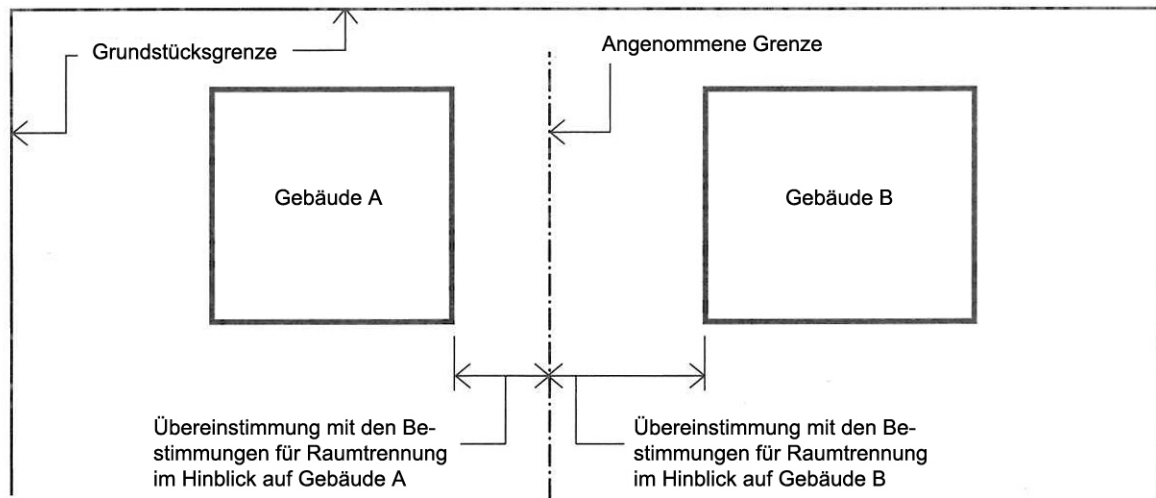 Grundstücksgrenze
Angenommene Grenze
Gebäude A
Gebäude B
Übereinstimmung mit den Be-
stimmungen für Raumtrennung
im Hinblick auf Gebäude A
Übereinstimmung mit den Be-
stimmungen für Raumtrennung
im Hinblick auf Gebäude B